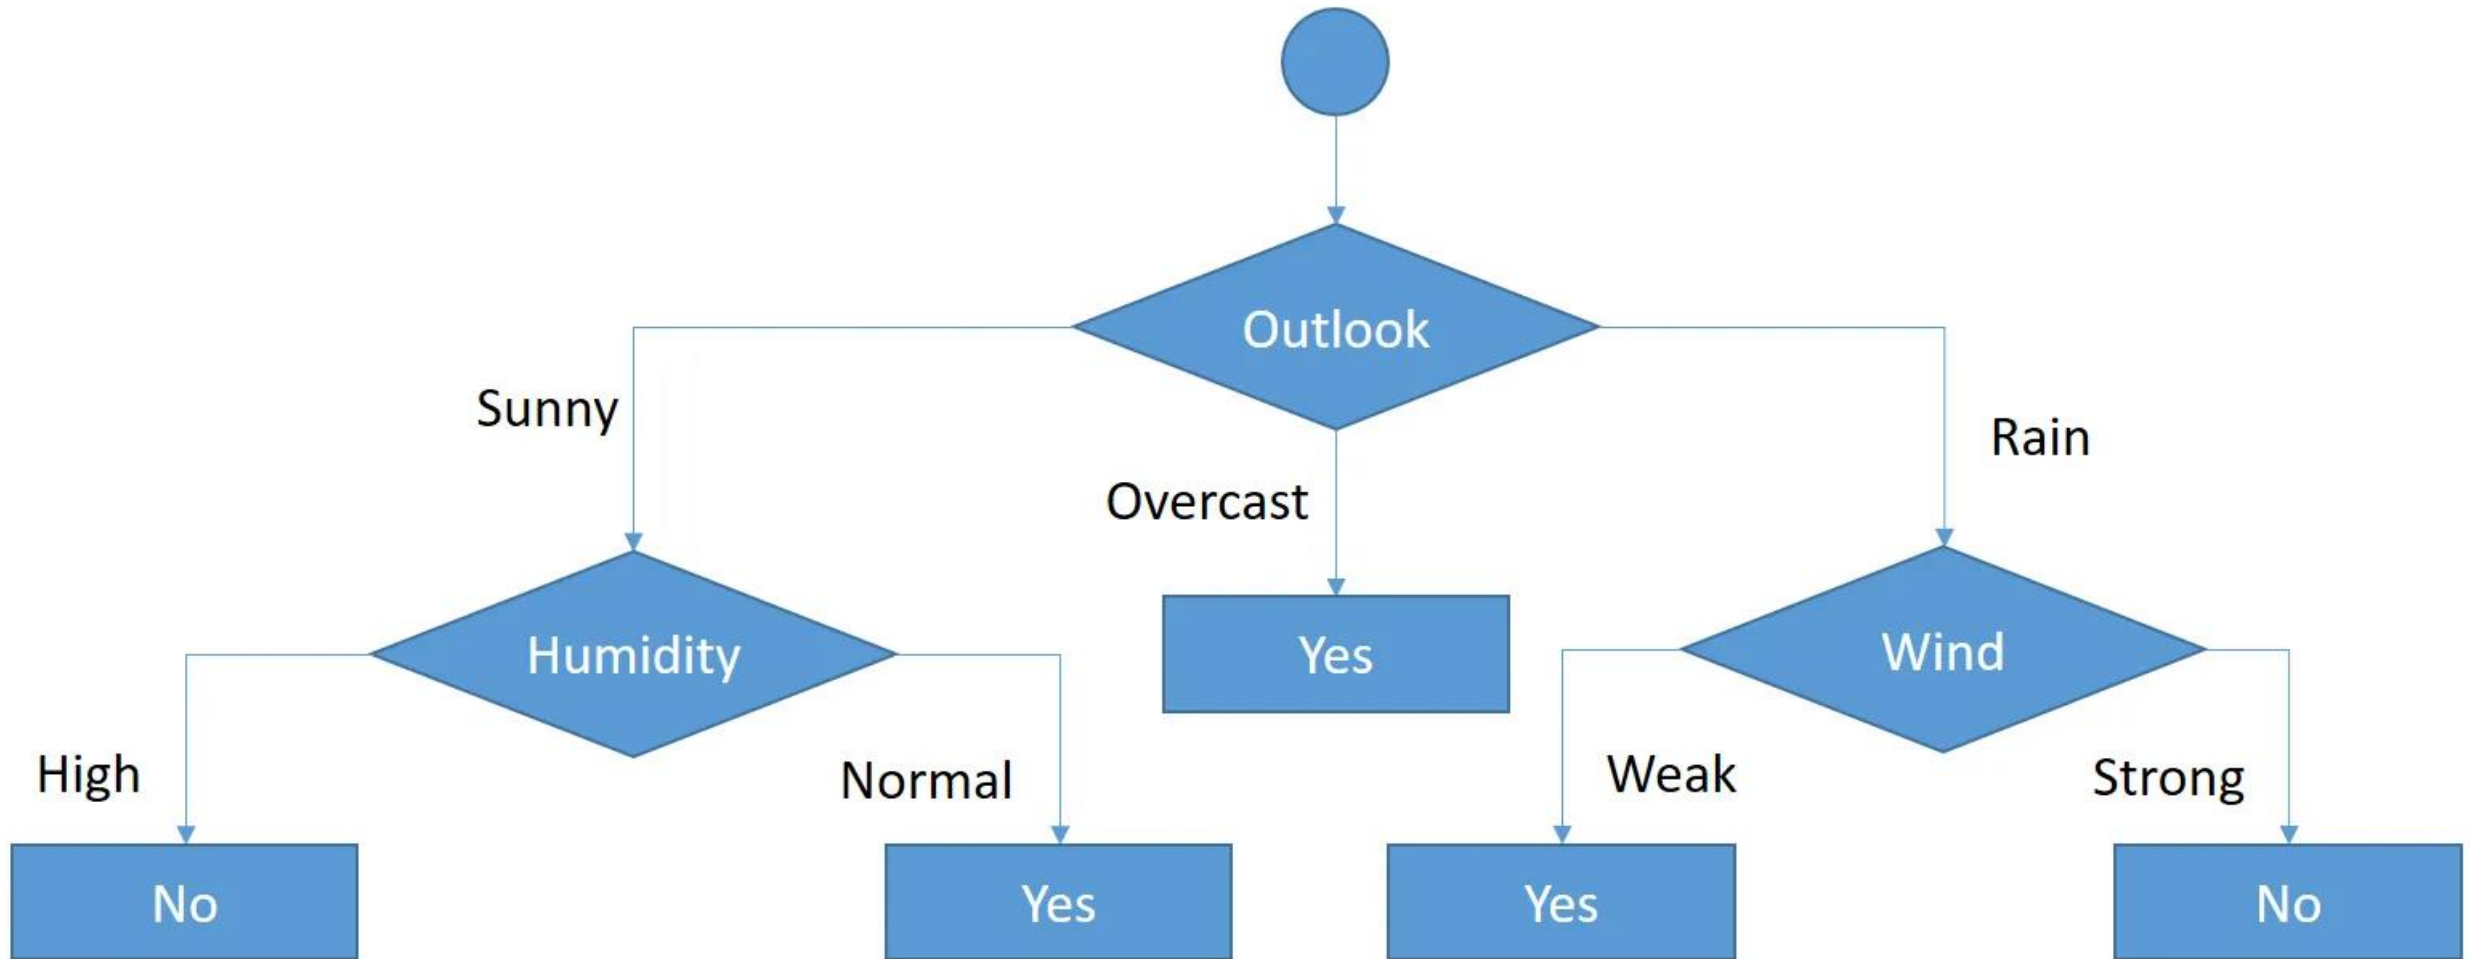 Outlook
Sunny
Rain
Overcast
Humidity
Yes
Wind
High
Normal
Weak
Strong
No
Yes
Yes
No